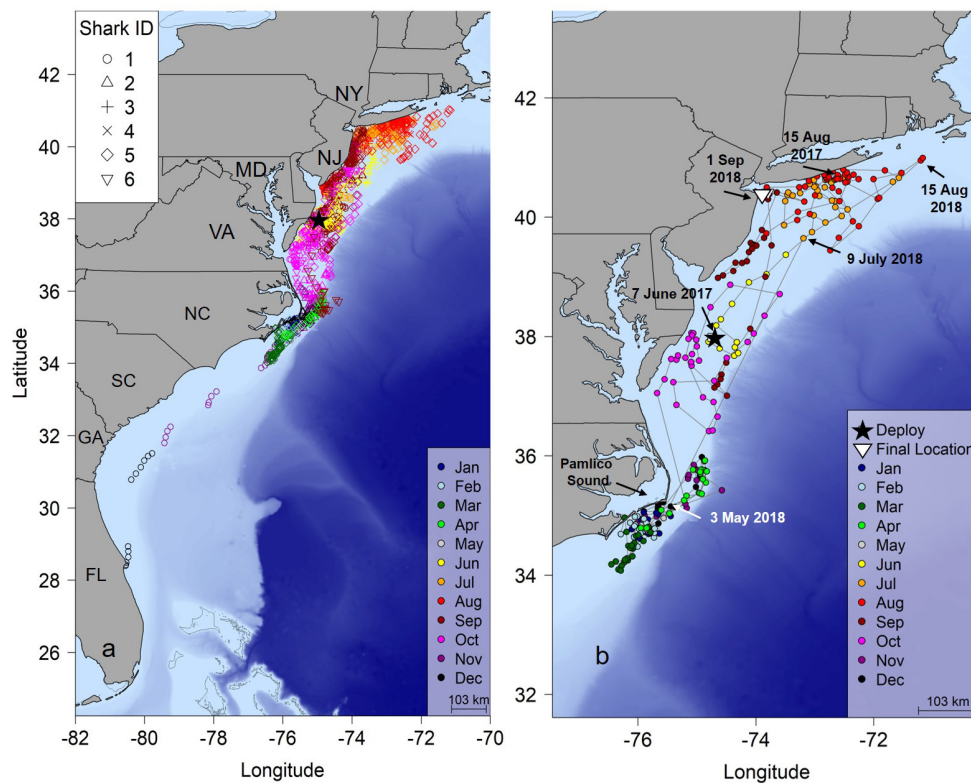 Shark ID
1
2
3
4
5
6
NY
NJ
MD
VA
NC
SC
GA
FL
a
42
40
38
36
34
32
30
28
26
Latitude
-82
-80
-78
-76
-74
-72
-70
Longitude
Jan
Feb
Mar
Apr
May
Jun
Jul
Aug
Sep
Oct
Nov
Dec
103 km
15 Aug
2017
1 Sep
2018
15 Aug
2018
9 July 2018
7 June 2017
Pamlico
Sound
3 May 2018
b
42
40
38
36
34
32
-76
-74
-72
Longitude
Deploy
Final Location
Jan
Feb
Mar
Apr
May
Jun
Jul
Aug
Sep
Oct
Nov
Dec
103 km